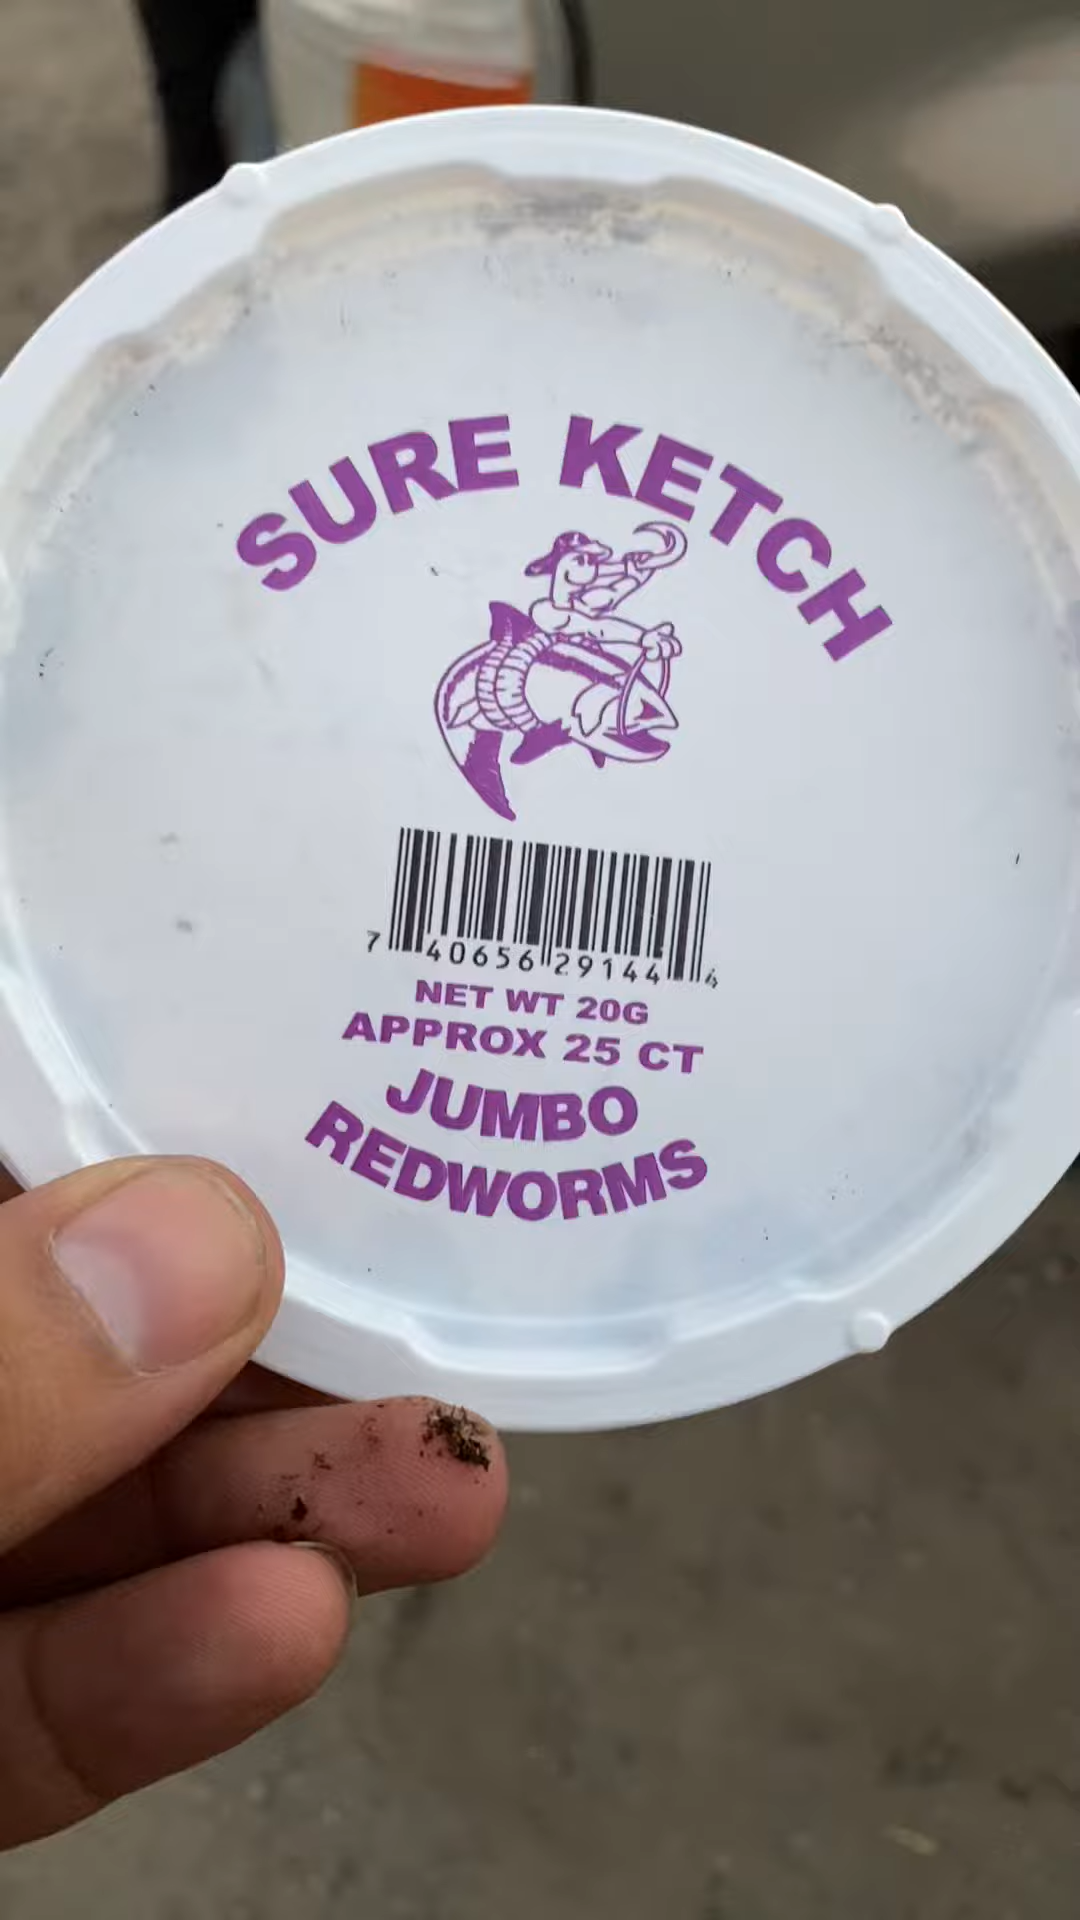 SURE KETCH
7 40656 29144 4
NET WT 20G
APPROX 25 CT
JUMBO
REDWORMS